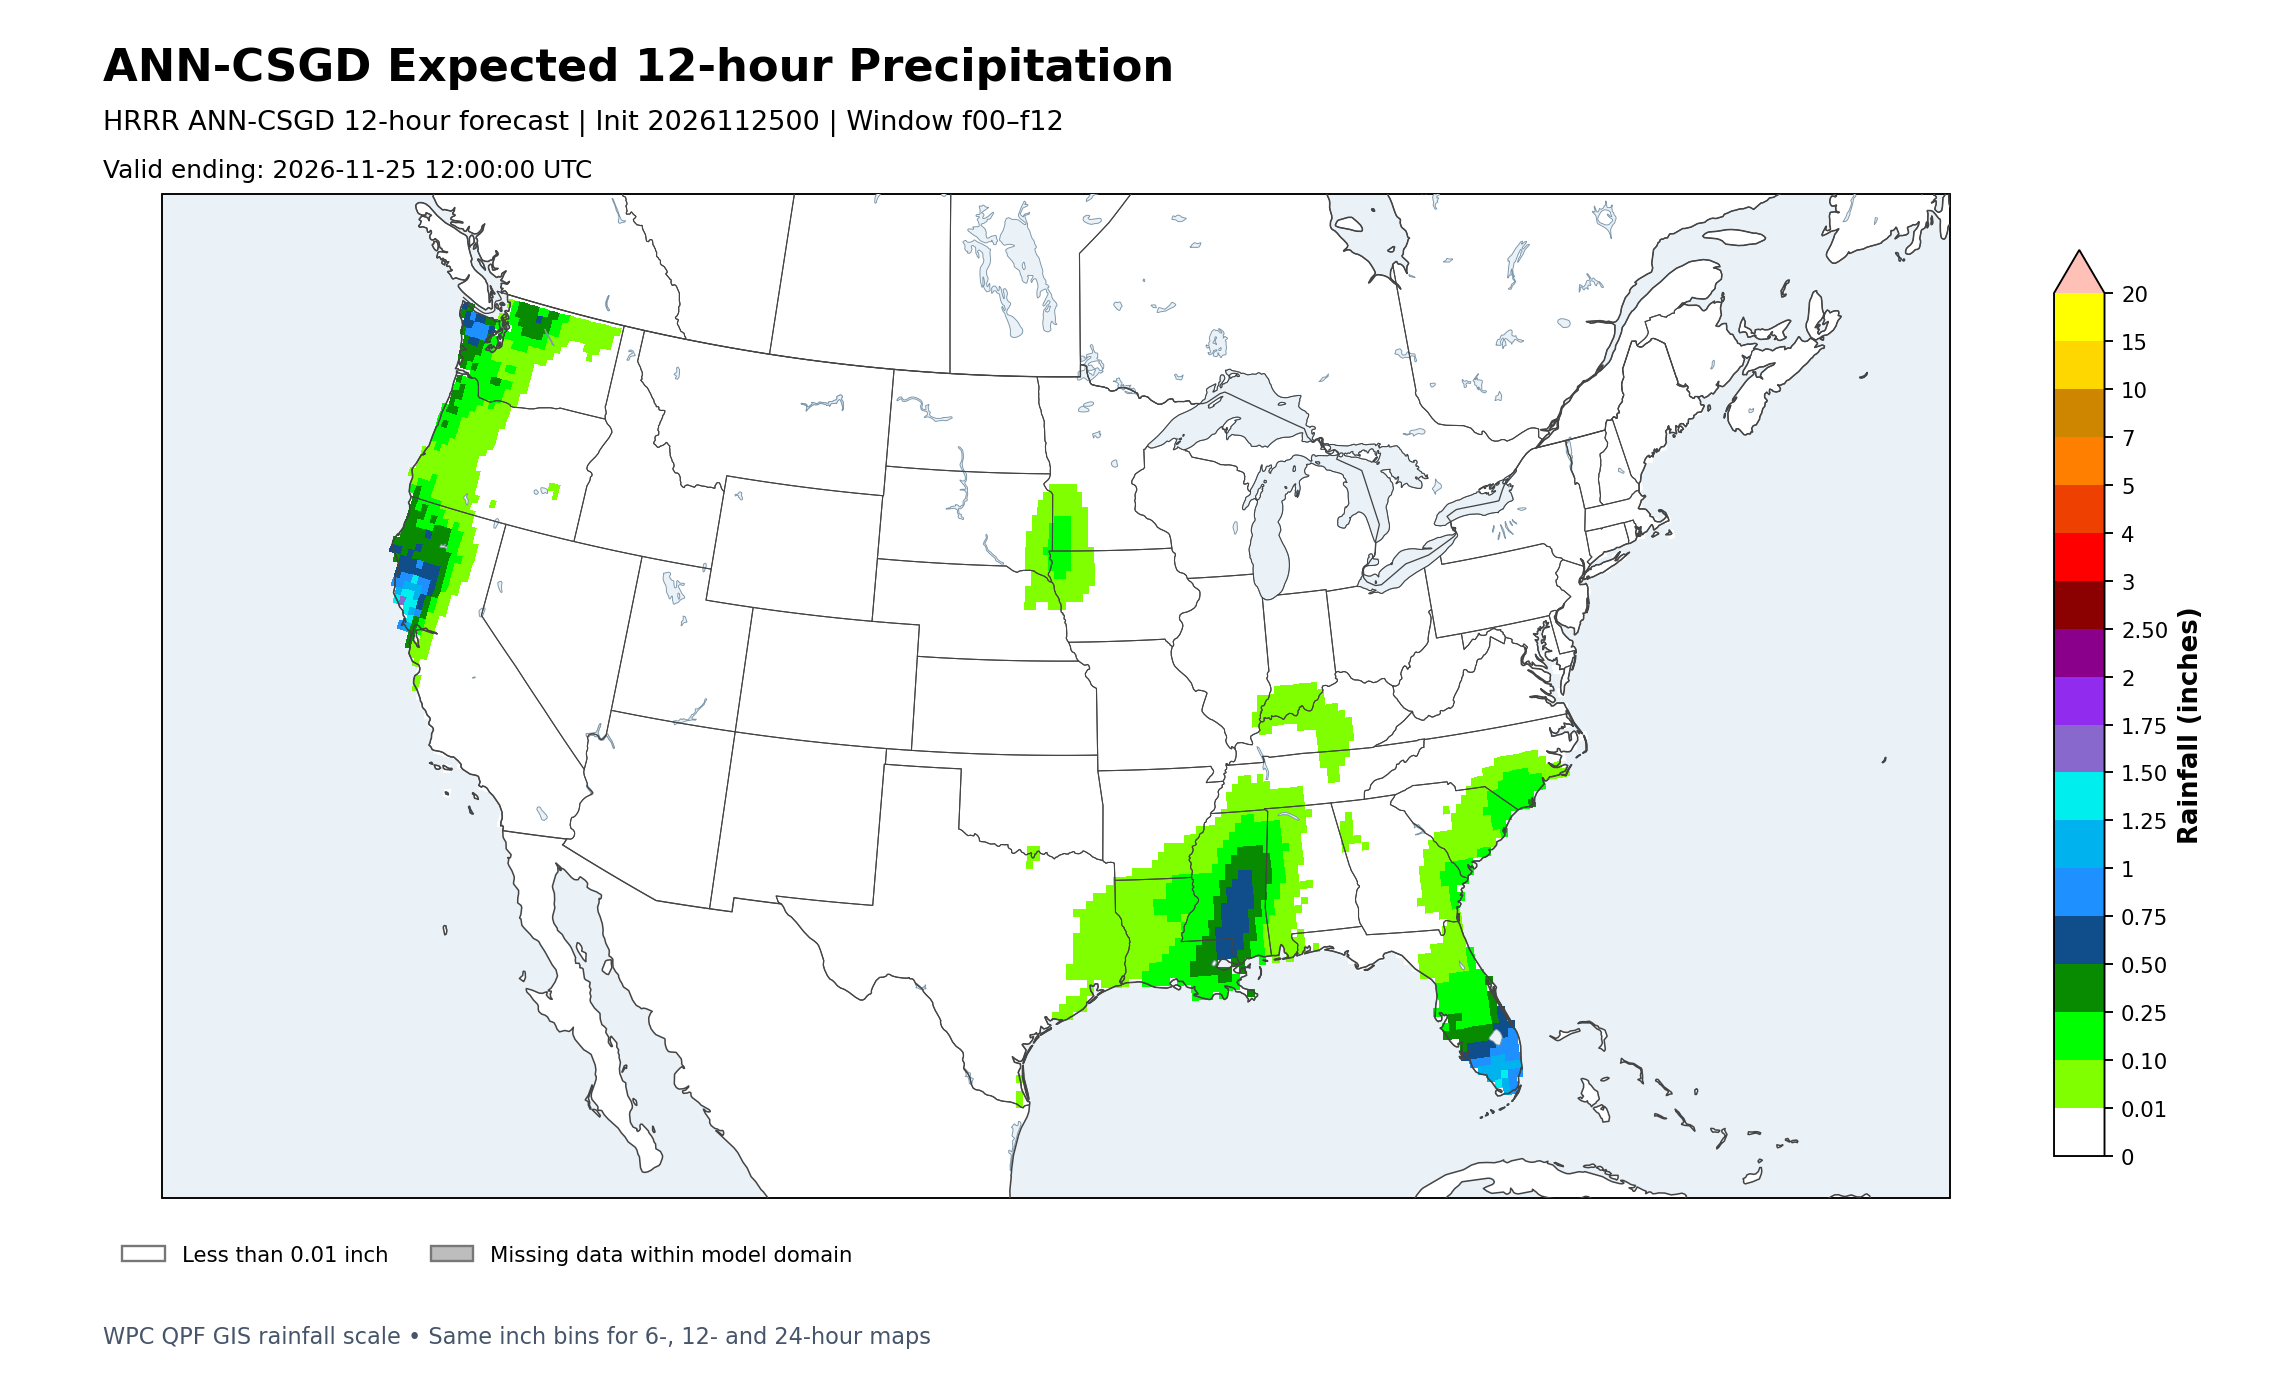 ANN-CSGD Expected 12-hour Precipitation
HRRR ANN-CSGD 12-hour forecast | Init 2026112500 | Window f00–f12
Valid ending: 2026-11-25 12:00:00 UTC
20
15
10
7
5
4
3
2.50
2
1.75
1.50
1.25
1
0.75
0.50
0.25
0.10
0.01
0
Rainfall (inches)
Less than 0.01 inch
Missing data within model domain
WPC QPF GIS rainfall scale • Same inch bins for 6-, 12- and 24-hour maps